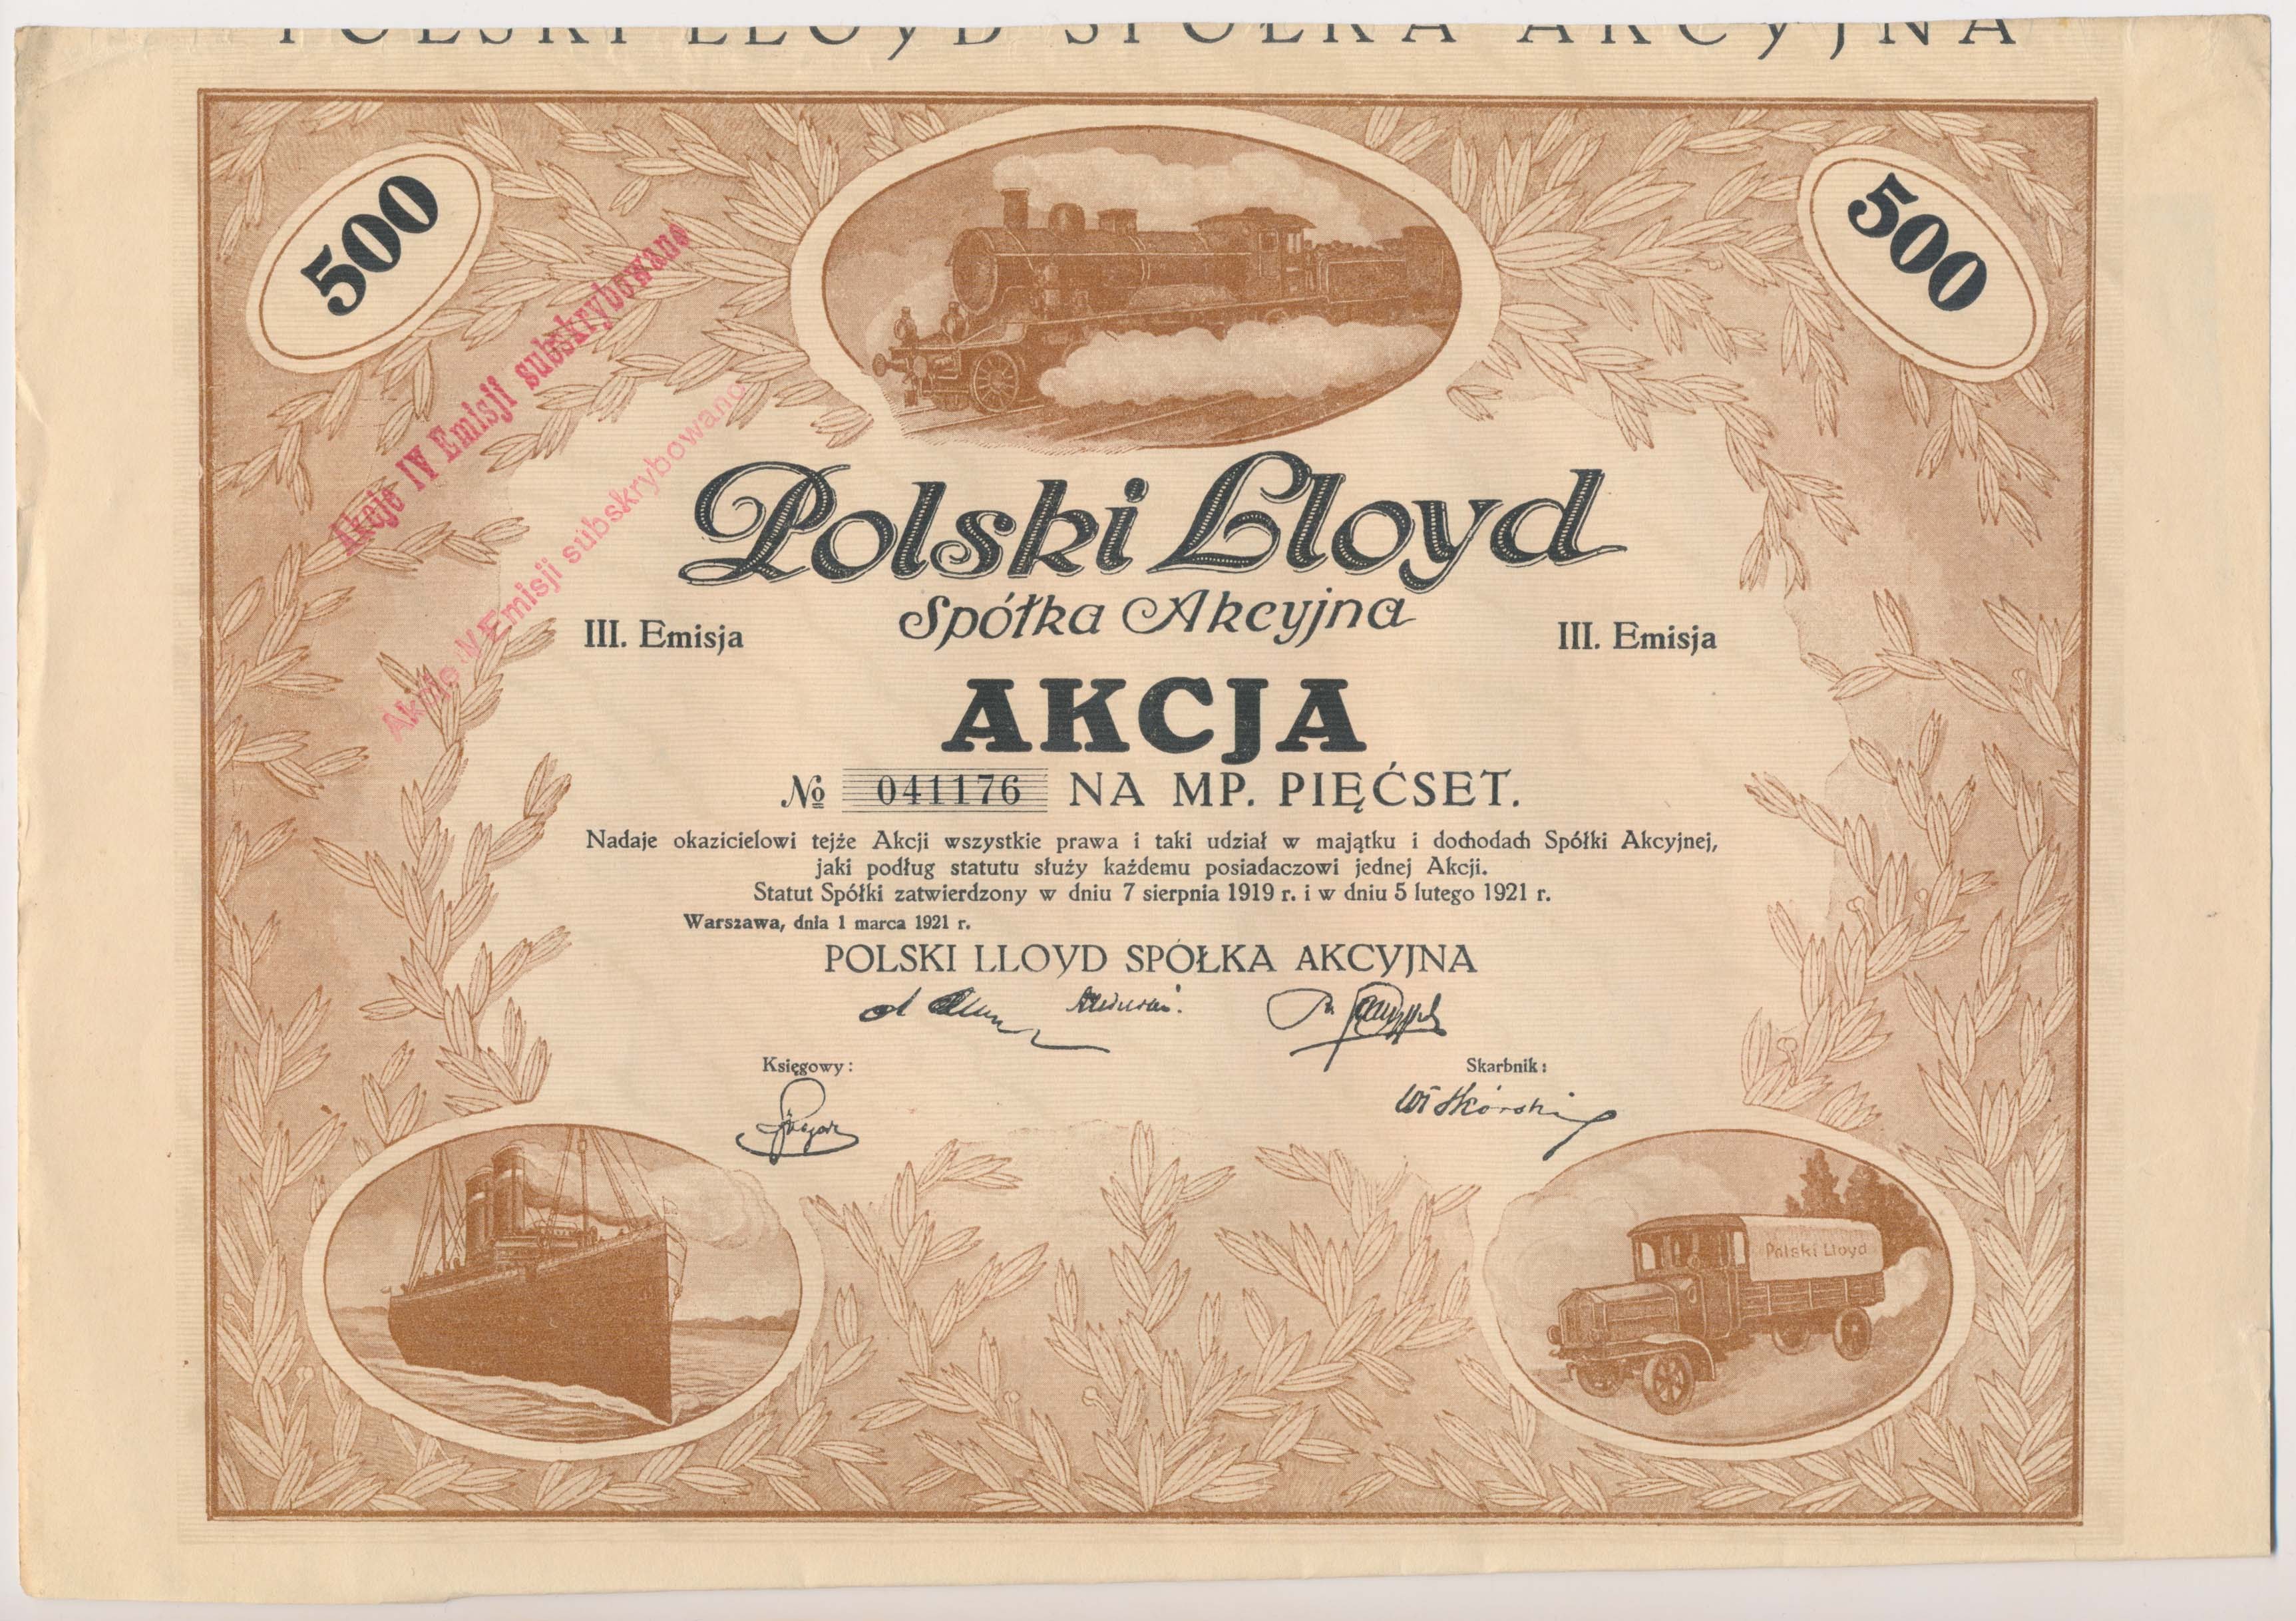 POLSKI LLOYD SPÓŁKA AKCYJNA
500
500
Akcje IV Emisji subskrybowano
Akcje V Emisji subskrybowano
Polski Lloyd
Spółka Akcyjna
III. Emisja
III. Emisja
AKCJA
№ 041176 NA MP. PIĘĆSET.
Nadaje okazicielowi tejże Akcji wszystkie prawa i taki udział w majątku i dochodach Spółki Akcyjnej,
jaki podług statutu służy każdemu posiadaczowi jednej Akcji.
Statut Spółki zatwierdzony w dniu 7 sierpnia 1919 r. i w dniu 5 lutego 1921 r.
Warszawa, dnia 1 marca 1921 r.
POLSKI LLOYD SPÓŁKA AKCYJNA
Księgowy:
Skarbnik:
Polski Lloyd